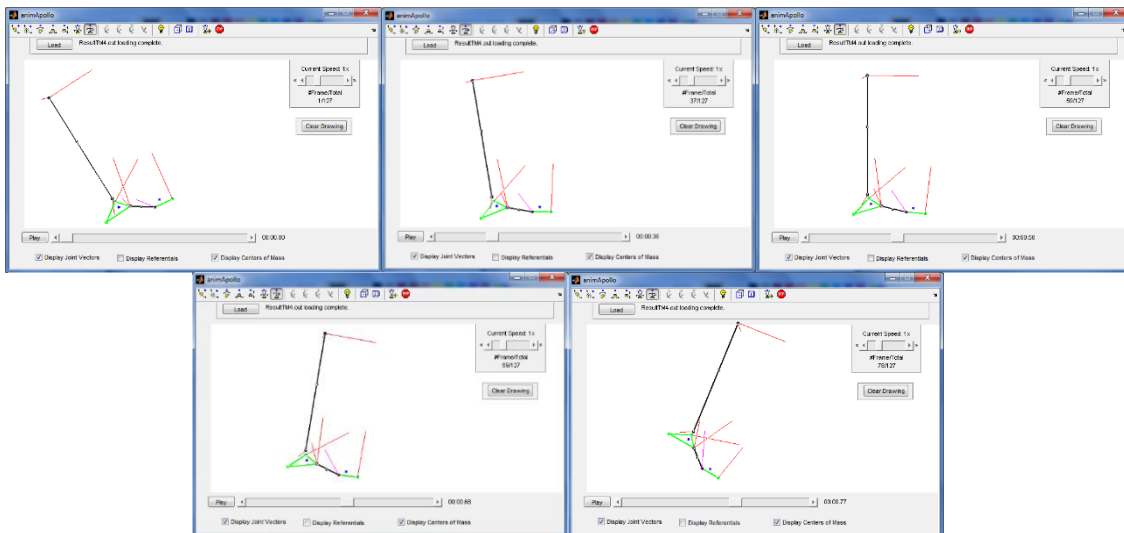 animApollo
Load ResultTM4.out loading complete.
Current Speed: 1x
< < > >
#Frame/Total
1/127
Clear Drawing
Play 00:00.00
Display Joint Vectors Display Referentials Display Centers of Mass
animApollo
Load ResultTM4.out loading complete.
Current Speed: 1x
< < > >
#Frame/Total
37/127
Clear Drawing
Play 00:00.36
Display Joint Vectors Display Referentials Display Centers of Mass
animApollo
Load ResultTM4.out loading complete.
Current Speed: 1x
< < > >
#Frame/Total
59/127
Clear Drawing
Play 00:00.58
Display Joint Vectors Display Referentials Display Centers of Mass
animApollo
Load ResultTM4.out loading complete.
Current Speed: 1x
< < > >
#Frame/Total
69/127
Clear Drawing
Play 00:00.68
Display Joint Vectors Display Referentials Display Centers of Mass
animApollo
Load ResultTM4.out loading complete.
Current Speed: 1x
< < > >
#Frame/Total
78/127
Clear Drawing
Play 00:00.77
Display Joint Vectors Display Referentials Display Centers of Mass